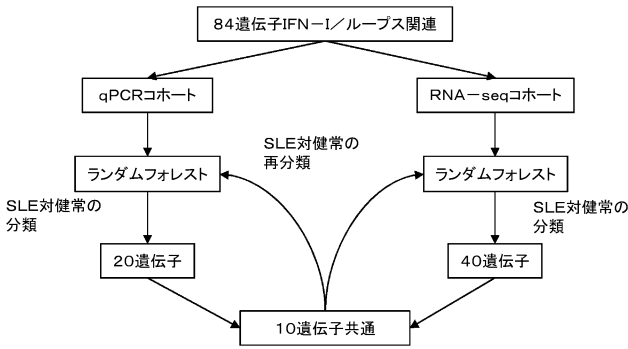 84遺伝子IFN－I／ループス関連
qPCRコホート
RNA－seqコホート
SLE対健常の
再分類
ランダムフォレスト
ランダムフォレスト
SLE対健常の
分類
SLE対健常の
分類
20遺伝子
40遺伝子
10遺伝子共通